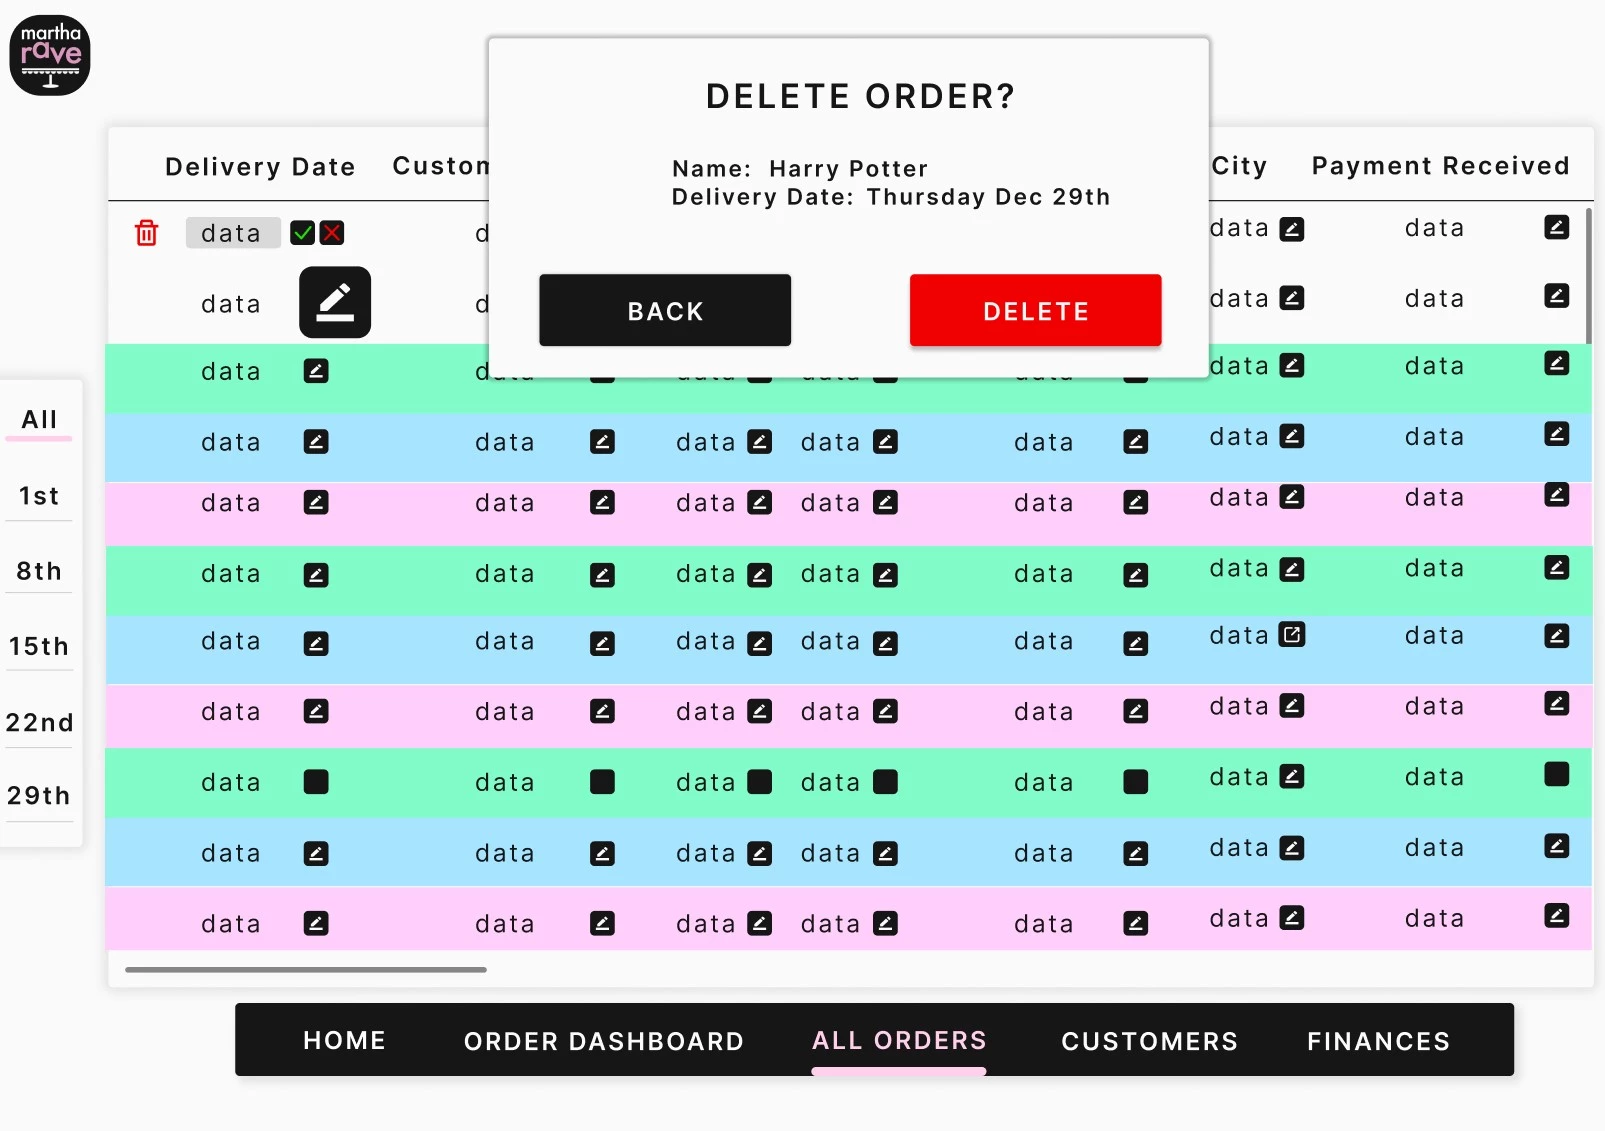 martha
rave
DELETE ORDER?
Name: Harry Potter
Delivery Date: Thursday Dec 29th
BACK DELETE
Delivery Date City Payment Received
data data data
data data data
data data data
data data data data data data data
data data data data data data data
data data data data data data data
data data data data data data data
data data data data data data data
data data data data data data data
data data data data data data data
data data data data data data data
All
1st
8th
15th
22nd
29th
HOME ORDER DASHBOARD ALL ORDERS CUSTOMERS FINANCES